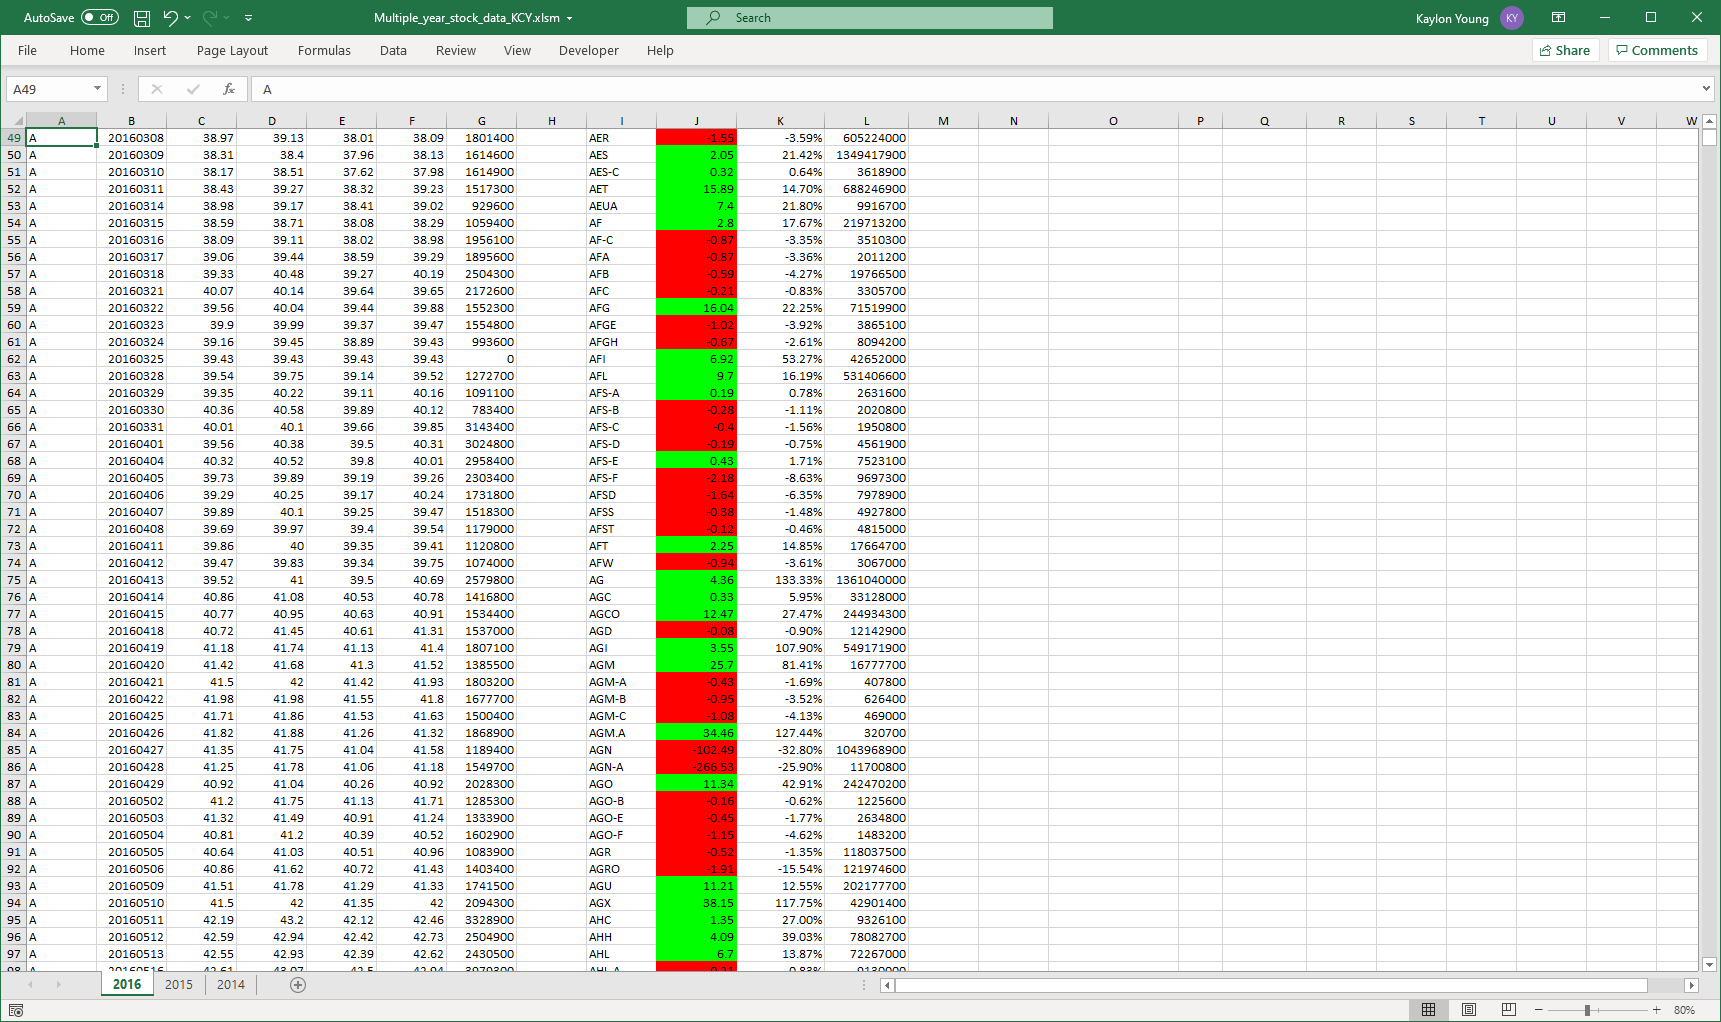 AutoSave Off Multiple_year_stock_data_KCY.xlsm Search Kaylon Young KY
File Home Insert Page Layout Formulas Data Review View Developer Help Share Comments
A49 fx A
A B C D E F G H I J K L M N O P Q R S T U V W
49 A 20160308 38.97 39.13 38.01 38.09 1801400 AER -1.55 -3.59% 605224000
50 A 20160309 38.31 38.4 37.96 38.13 1614600 AES 2.05 21.42% 1349417900
51 A 20160310 38.17 38.51 37.62 37.98 1614900 AES-C 0.32 0.64% 3618900
52 A 20160311 38.43 39.27 38.32 39.23 1517300 AET 15.89 14.70% 688246900
53 A 20160314 38.98 39.17 38.41 39.02 929600 AEUA 7.4 21.80% 9916700
54 A 20160315 38.59 38.71 38.08 38.29 1059400 AF 2.8 17.67% 219713200
55 A 20160316 38.09 39.11 38.02 38.98 1956100 AF-C -0.87 -3.35% 3510300
56 A 20160317 39.06 39.44 38.59 39.29 1895600 AFA -0.87 -3.36% 2011200
57 A 20160318 39.33 40.48 39.27 40.19 2504300 AFB -0.59 -4.27% 19766500
58 A 20160321 40.07 40.14 39.64 39.65 2172600 AFC -0.21 -0.83% 3305700
59 A 20160322 39.56 40.04 39.44 39.88 1552300 AFG 16.04 22.25% 71519900
60 A 20160323 39.9 39.99 39.37 39.47 1554800 AFGE -1.02 -3.92% 3865100
61 A 20160324 39.16 39.45 38.89 39.43 993600 AFGH -0.67 -2.61% 8094200
62 A 20160325 39.43 39.43 39.43 39.43 0 AFI 6.92 53.27% 42652000
63 A 20160328 39.54 39.75 39.14 39.52 1272700 AFL 9.7 16.19% 531406600
64 A 20160329 39.35 40.22 39.11 40.16 1091100 AFS-A 0.19 0.78% 2631600
65 A 20160330 40.36 40.58 39.89 40.12 783400 AFS-B -0.28 -1.11% 2020800
66 A 20160331 40.01 40.1 39.66 39.85 3143400 AFS-C -0.4 -1.56% 1950800
67 A 20160401 39.56 40.38 39.5 40.31 3024800 AFS-D -0.19 -0.75% 4561900
68 A 20160404 40.32 40.52 39.8 40.01 2958400 AFS-E 0.43 1.71% 7523100
69 A 20160405 39.73 39.89 39.19 39.26 2303400 AFS-F -2.18 -8.63% 9697300
70 A 20160406 39.29 40.25 39.17 40.24 1731800 AFSD -1.64 -6.35% 7978900
71 A 20160407 39.89 40.1 39.25 39.47 1518300 AFSS -0.38 -1.48% 4927800
72 A 20160408 39.69 39.97 39.4 39.54 1179000 AFST -0.12 -0.46% 4815000
73 A 20160411 39.86 40 39.35 39.41 1120800 AFT 2.25 14.85% 17664700
74 A 20160412 39.47 39.83 39.34 39.75 1074000 AFW -0.94 -3.61% 3067000
75 A 20160413 39.52 41 39.5 40.69 2579800 AG 4.36 133.33% 1361040000
76 A 20160414 40.86 41.08 40.53 40.78 1416800 AGC 0.33 5.95% 33128000
77 A 20160415 40.77 40.95 40.63 40.91 1534400 AGCO 12.47 27.47% 244934300
78 A 20160418 40.72 41.45 40.61 41.31 1537000 AGD -0.08 -0.90% 12142900
79 A 20160419 41.18 41.74 41.13 41.4 1807100 AGI 3.55 107.90% 549171900
80 A 20160420 41.42 41.68 41.3 41.52 1385500 AGM 25.7 81.41% 16777700
81 A 20160421 41.5 42 41.42 41.93 1803200 AGM-A -0.43 -1.69% 407800
82 A 20160422 41.98 41.98 41.55 41.8 1677700 AGM-B -0.95 -3.52% 626400
83 A 20160425 41.71 41.86 41.53 41.63 1500400 AGM-C -1.08 -4.13% 469000
84 A 20160426 41.82 41.88 41.26 41.32 1868900 AGM.A 34.46 127.44% 320700
85 A 20160427 41.35 41.75 41.04 41.58 1189400 AGN -102.49 -32.80% 1043968900
86 A 20160428 41.25 41.78 41.06 41.18 1549700 AGN-A -266.53 -25.90% 11700800
87 A 20160429 40.92 41.04 40.26 40.92 2028300 AGO 11.34 42.91% 242470200
88 A 20160502 41.2 41.75 41.13 41.71 1285300 AGO-B -0.16 -0.62% 1225600
89 A 20160503 41.32 41.49 40.91 41.24 1333900 AGO-E -0.45 -1.77% 2634800
90 A 20160504 40.81 41.2 40.39 40.52 1602900 AGO-F -1.15 -4.62% 1483200
91 A 20160505 40.64 41.03 40.51 40.96 1083900 AGR -0.52 -1.35% 118037500
92 A 20160506 40.86 41.62 40.72 41.43 1403400 AGRO -1.91 -15.54% 121974600
93 A 20160509 41.51 41.78 41.29 41.33 1741500 AGU 11.21 12.55% 202177700
94 A 20160510 41.5 42 41.35 42 2094300 AGX 38.15 117.75% 42901400
95 A 20160511 42.19 43.2 42.12 42.46 3328900 AHC 1.35 27.00% 9326100
96 A 20160512 42.59 42.94 42.42 42.73 2504900 AHH 4.09 39.03% 78082700
97 A 20160513 42.55 42.93 42.39 42.62 2430500 AHL 6.7 13.87% 72267000
2016 2015 2014
80%